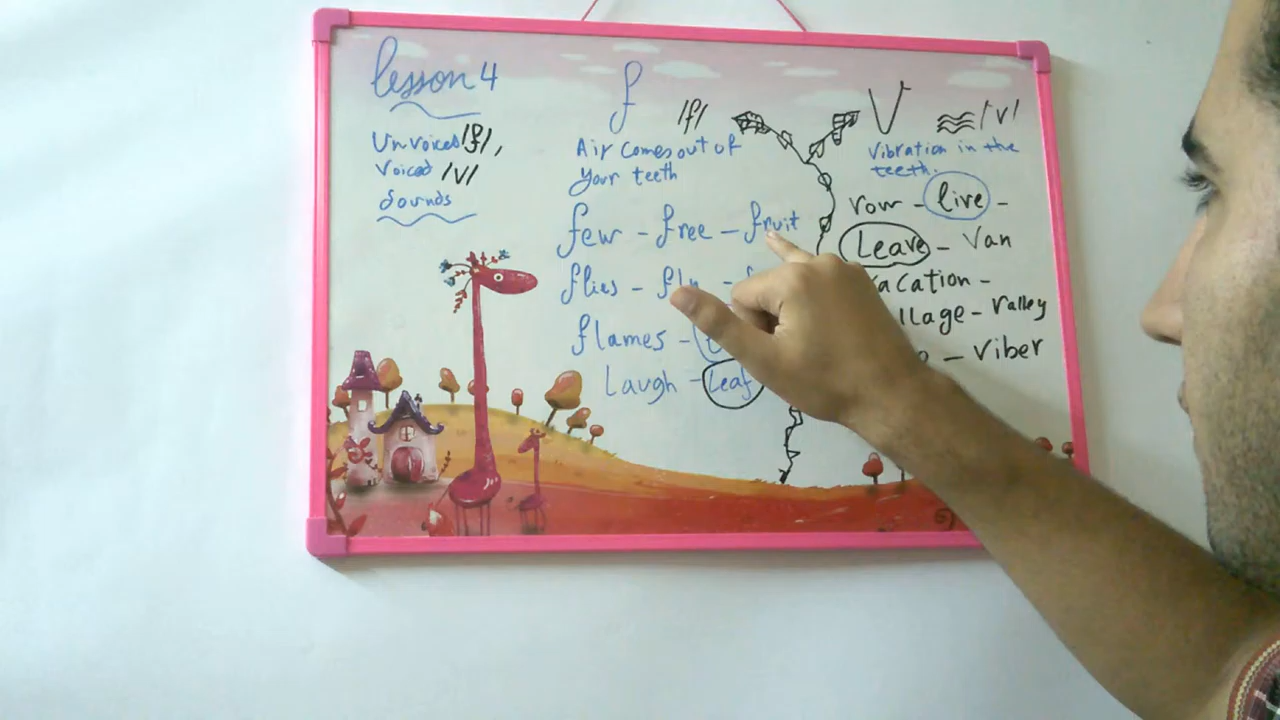 lesson 4
Unvoiced /f/,
Voiced /v/
Sounds
f /f/
Air comes out of
your teeth
few - free - fruit
flies - fly -
flames -
Laugh - Leaf
V /v/
Vibration in the
teeth.
vow - live -
Leave - Van
vacation -
llage - Valley
- Viber